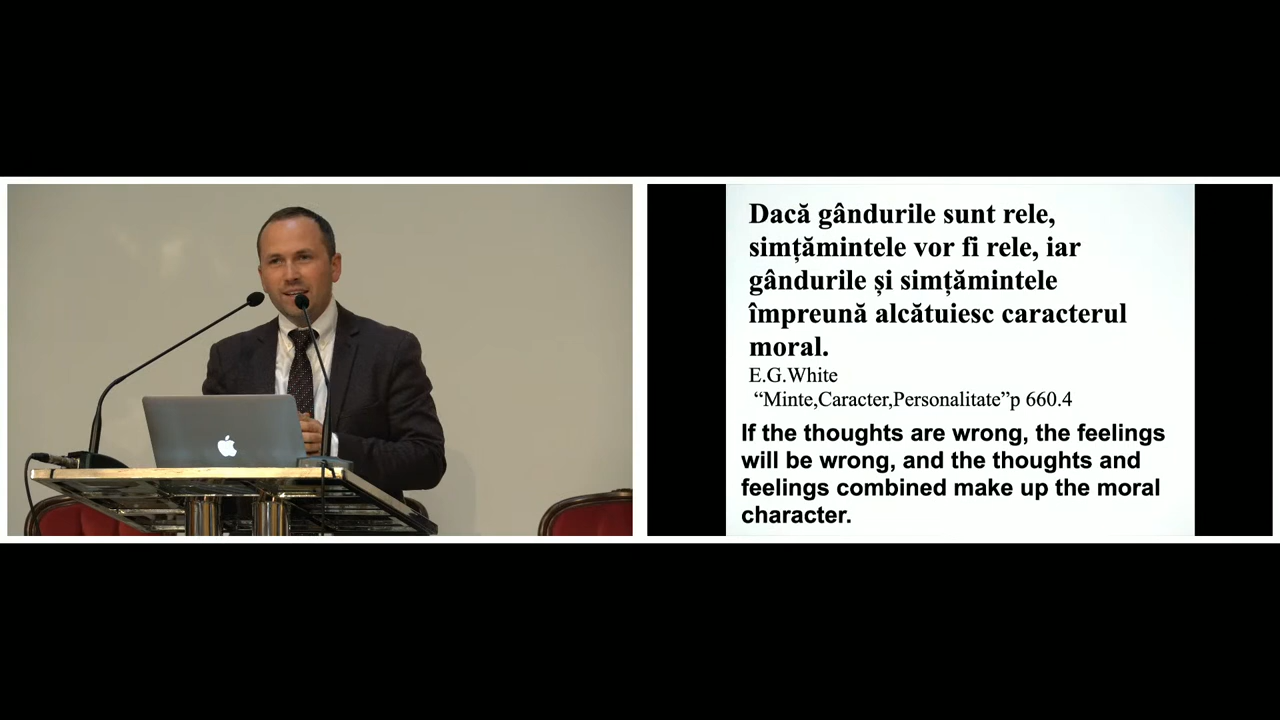 Dacă gândurile sunt rele,
simțămintele vor fi rele, iar
gândurile și simțămintele
împreună alcătuiesc caracterul
moral.
E.G.White
“Minte,Caracter,Personalitate”p 660.4
If the thoughts are wrong, the feelings
will be wrong, and the thoughts and
feelings combined make up the moral
character.